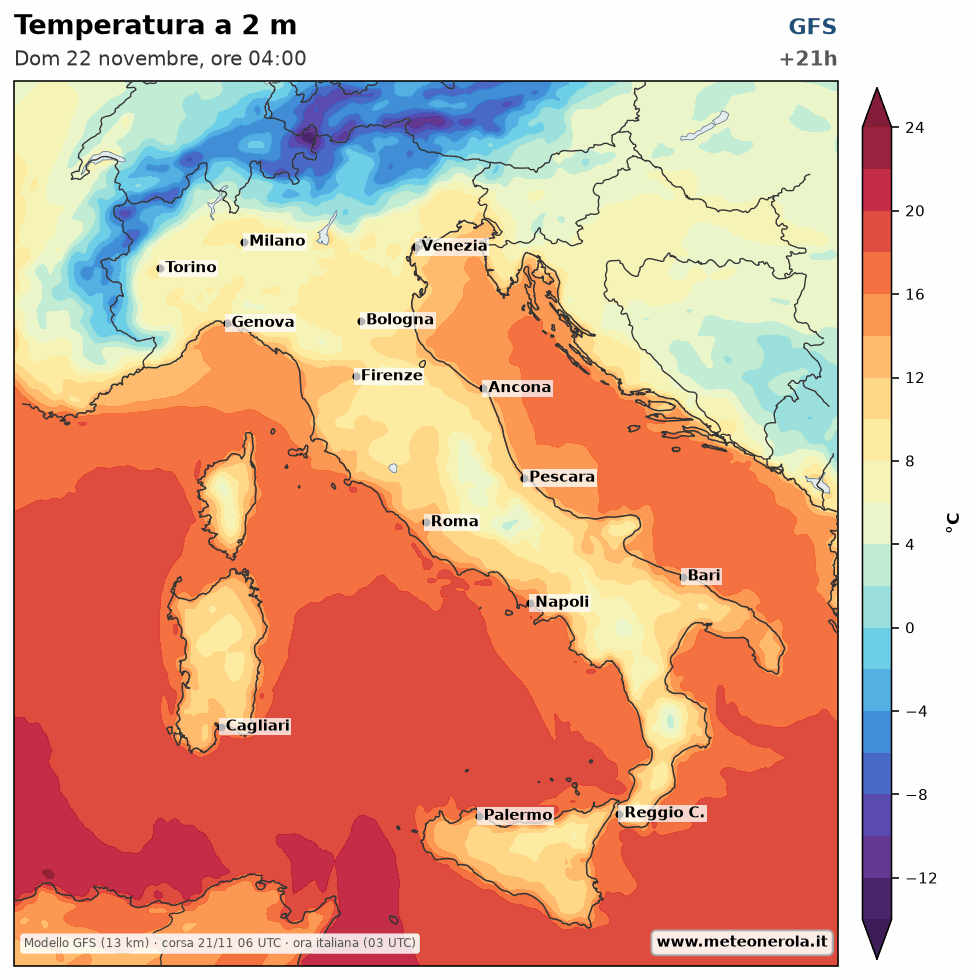 Temperatura a 2 m
GFS
Dom 22 novembre, ore 04:00
+21h
24
20
16
12
8
4
0
−4
−8
−12
°C
Milano
Venezia
Torino
Genova
Bologna
Firenze
Ancona
Pescara
Roma
Bari
Napoli
Cagliari
Palermo
Reggio C.
Modello GFS (13 km) · corsa 21/11 06 UTC · ora italiana (03 UTC)
www.meteonerola.it